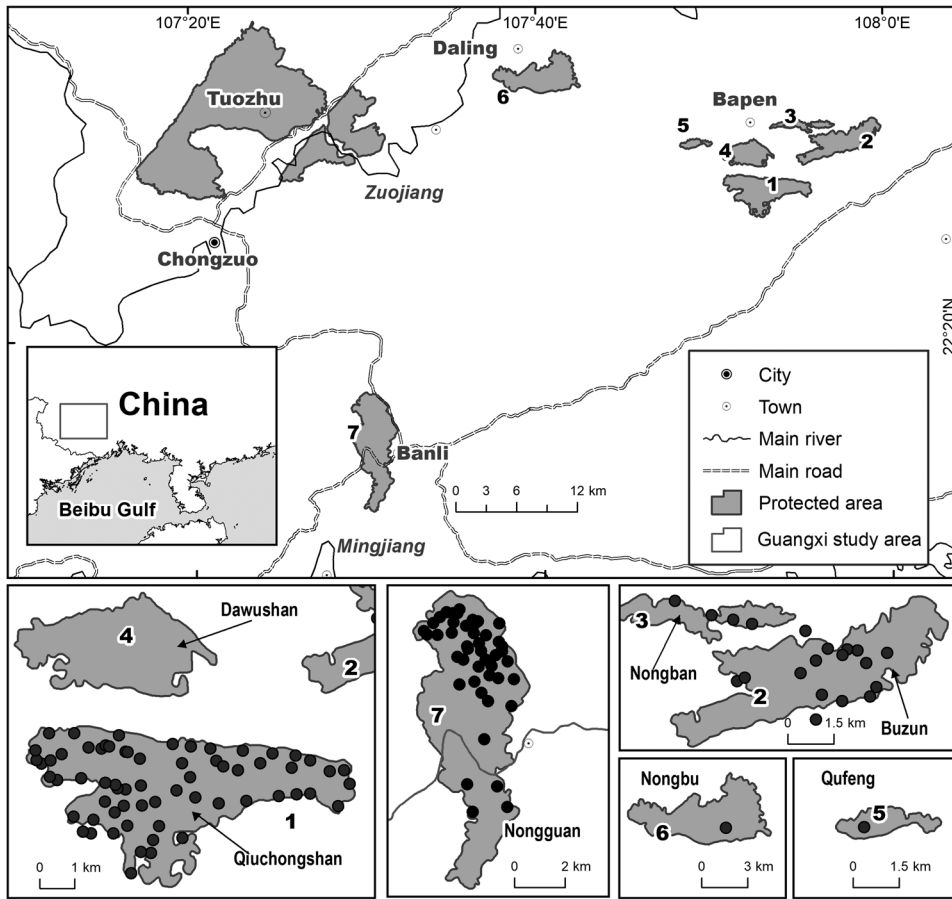 107°20'E
107°40'E
108°0'E
Daling
6
Tuozhu
Bapen
3
5
4
2
1
Zuojiang
Chongzuo
22°20'N
China
Beibu Gulf
7
Banli
0 3 6 12 km
Mingjiang
City
Town
Main river
Main road
Protected area
Guangxi study area
4
Dawushan
2
1
Qiuchongshan
0 1 km
7
Nongguan
0 2 km
3
Nongban
2
Buzun
0 1.5 km
Nongbu
6
0 3 km
Qufeng
5
0 1.5 km